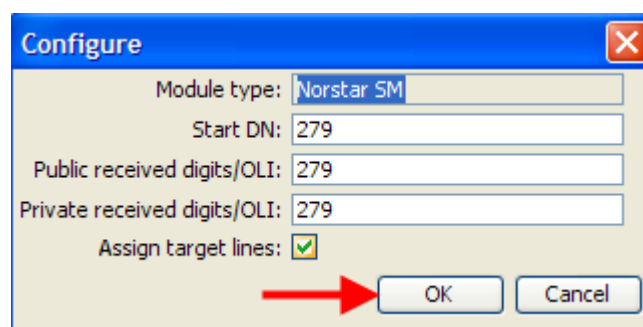 Configure
Module type: Norstar SM
Start DN: 279
Public received digits/OLI: 279
Private received digits/OLI: 279
Assign target lines:
OK Cancel